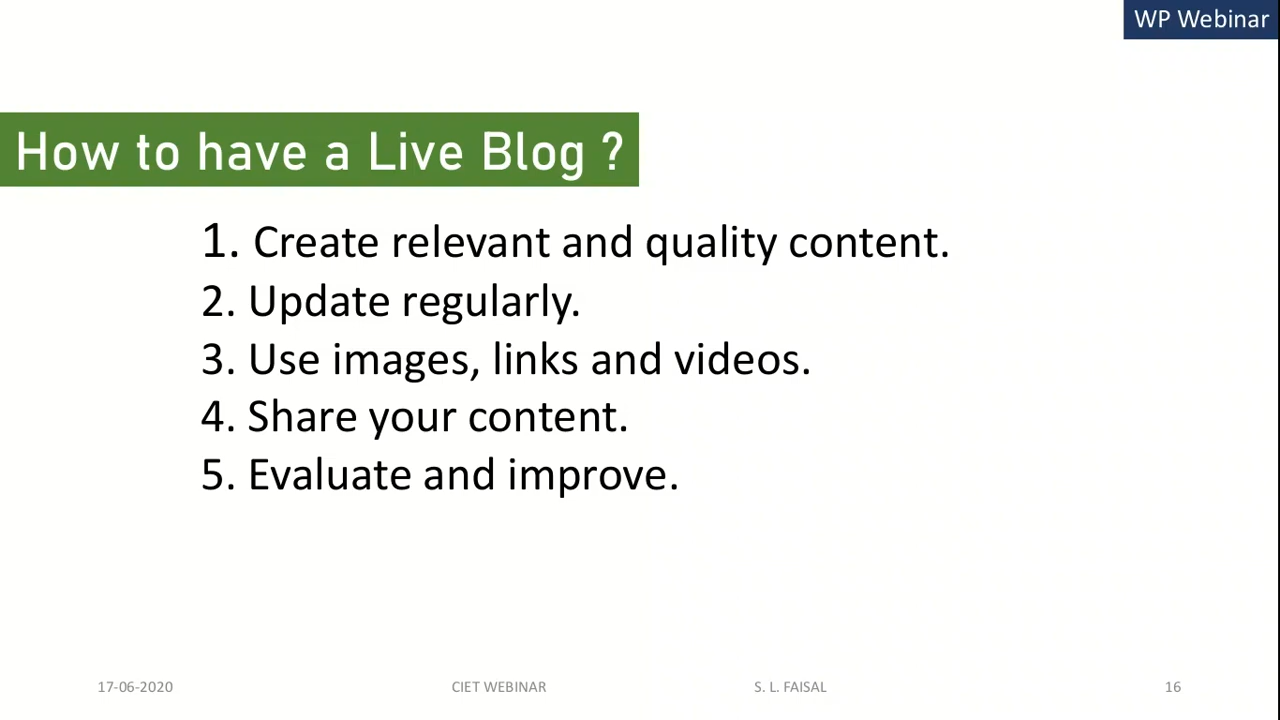 WP Webinar
How to have a Live Blog ?
1. Create relevant and quality content.
2. Update regularly.
3. Use images, links and videos.
4. Share your content.
5. Evaluate and improve.
17-06-2020 CIET WEBINAR S. L. FAISAL 16